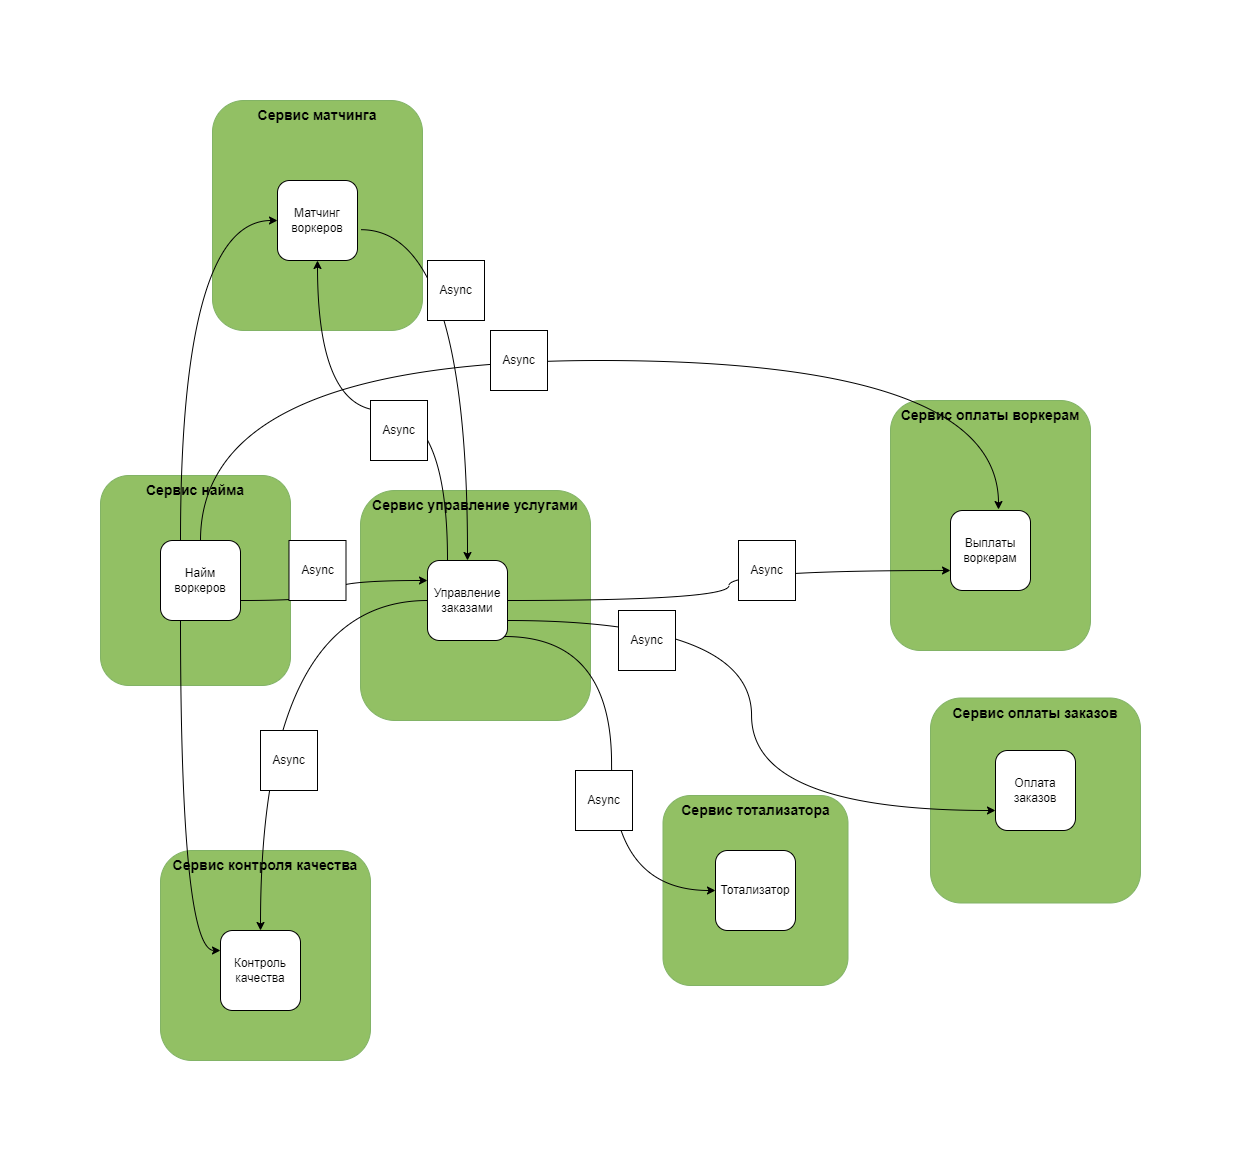 Сервис матчинга
Матчинг
воркеров
Async
Async
Async
Сервис оплаты воркерам
Выплаты
воркерам
Сервис найма
Найм
воркеров
Async
Сервис управление услугами
Управление
заказами
Async
Async
Async
Async
Сервис оплаты заказов
Оплата
заказов
Сервис тотализатора
Тотализатор
Сервис контроля качества
Контроль
качества